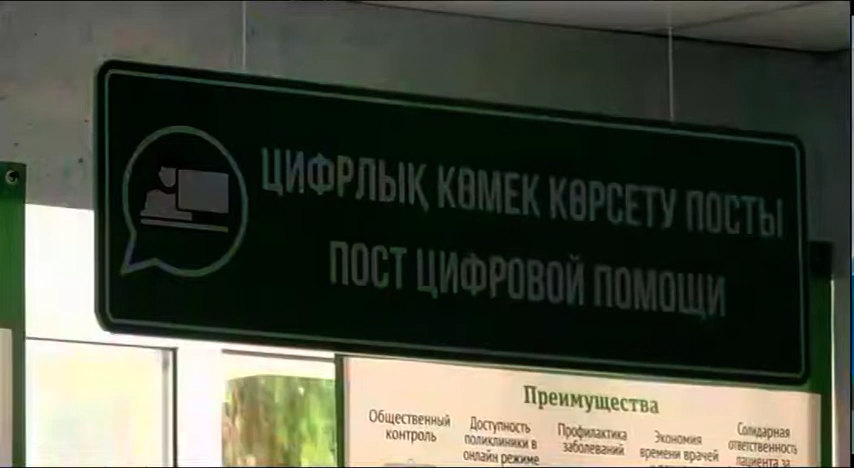 ЦИФРЛЫҚ КӨМЕК КӨРСЕТУ ПОСТЫ
ПОСТ ЦИФРОВОЙ ПОМОЩИ
Преимущества
Общественный
контроль
Доступность
поликлиники в
онлайн режиме
Профилактика
заболеваний
Экономия
времени врачей
Солидарная
ответственность
пациента за